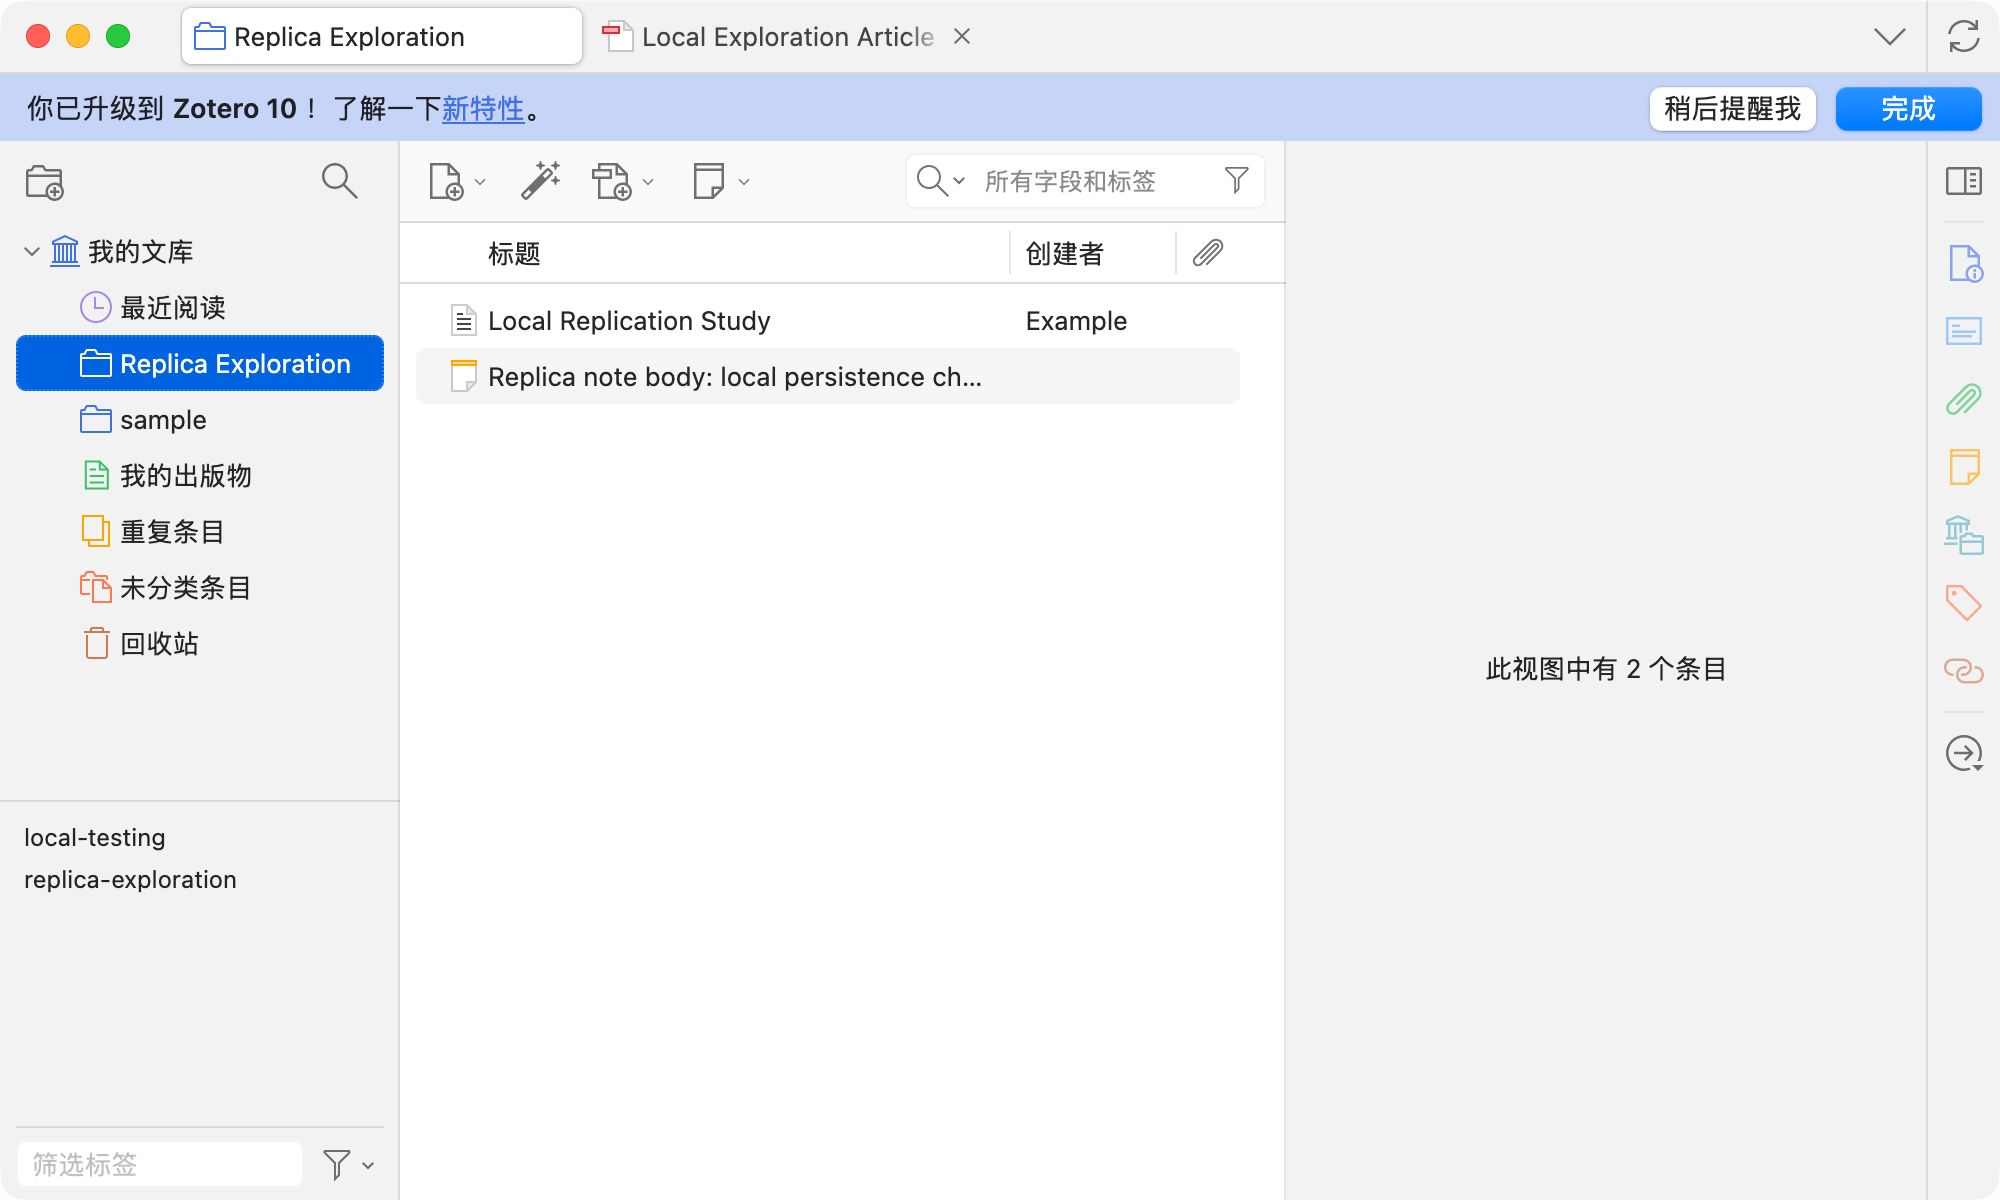 Replica Exploration
Local Exploration Article
你已升级到 Zotero 10！ 了解一下新特性。
稍后提醒我
完成
所有字段和标签
我的文库
最近阅读
Replica Exploration
sample
我的出版物
重复条目
未分类条目
回收站
标题
创建者
Local Replication Study
Example
Replica note body: local persistence ch...
此视图中有 2 个条目
local-testing
replica-exploration
筛选标签